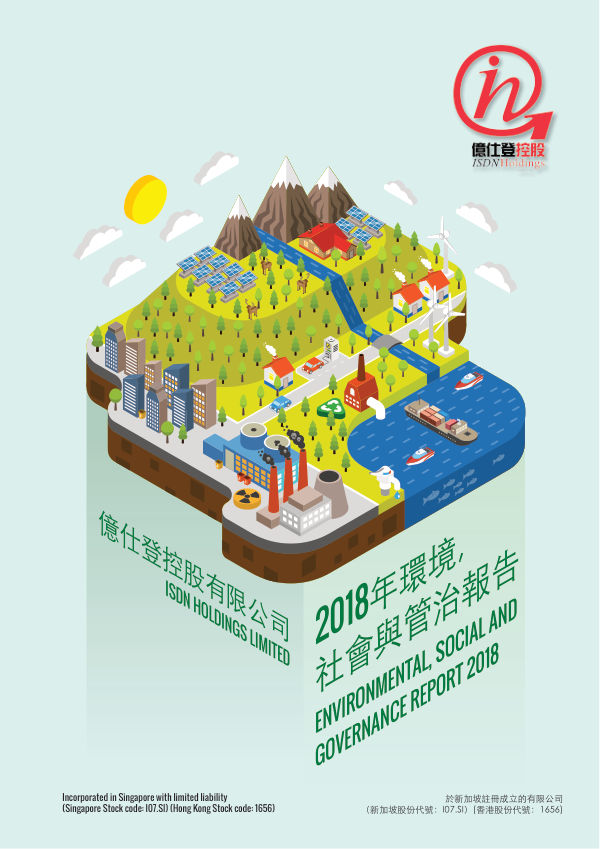 in
億仕登控股
ISDN Holdings
億仕登控股有限公司
ISDN HOLDINGS LIMITED
2018年環境,
社會與管治報告
ENVIRONMENTAL, SOCIAL AND
GOVERNANCE REPORT 2018
Incorporated in Singapore with limited liability
(Singapore Stock code: I07.SI) (Hong Kong Stock code: 1656)
於新加坡註冊成立的有限公司
(新加坡股份代號：I07.SI) (香港股份代號：1656)